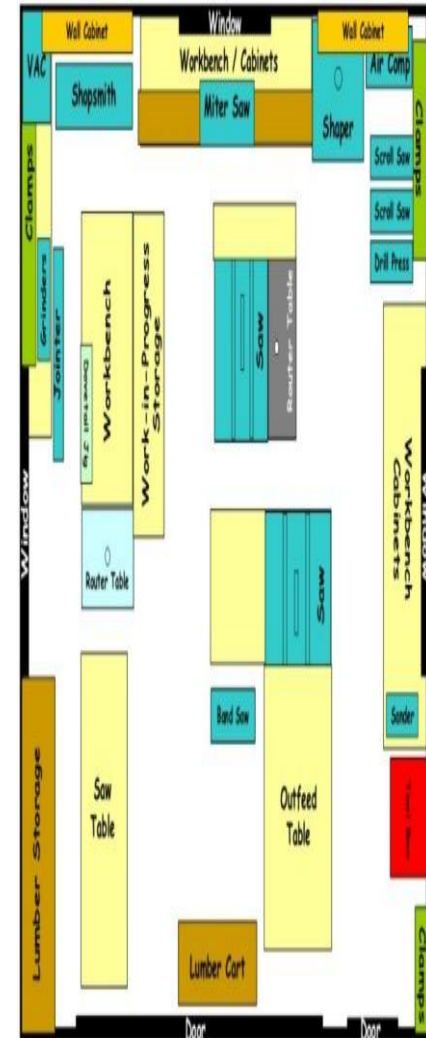 Window
Wall Cabinet
Wall Cabinet
VAC
Shopsmith
Workbench / Cabinets
Miter Saw
Shaper
Air Comp
Clamps
Clamps
Scroll Saw
Scroll Saw
Drill Press
Grinders
Jointer
Workbench
Dovetail Jig
Work-in-Progress
Storage
Saw
Router Table
Workbench
Cabinets
Window
Window
Router Table
Saw
Band Saw
Sander
Lumber Storage
Saw
Table
Outfeed
Table
Lumber Cart
Clamps
Door
Door